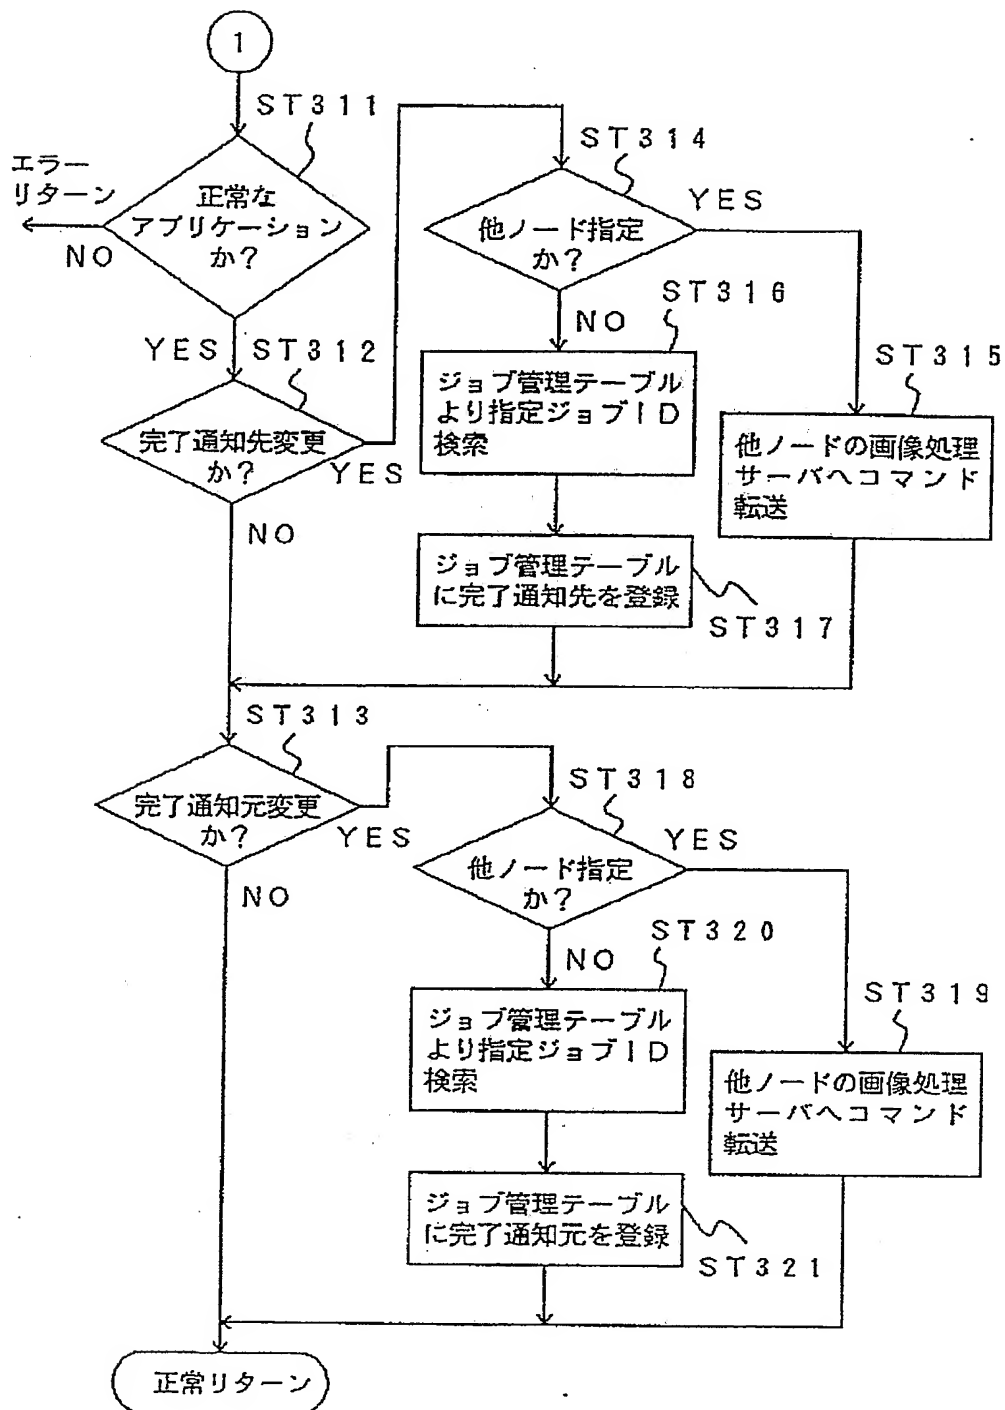 1
ST311
エラー
リターン
正常な
アプリケーション
か？
NO
YES
ST312
完了通知先変更
か？
YES
NO
ST314
他ノード指定
か？
YES
NO
ST316
ジョブ管理テーブル
より指定ジョブID
検索
ST315
他ノードの画像処理
サーバへコマンド
転送
ジョブ管理テーブル
に完了通知先を登録
ST317
ST313
完了通知元変更
か？
YES
NO
ST318
他ノード指定
か？
YES
NO
ST320
ジョブ管理テーブル
より指定ジョブID
検索
ST319
他ノードの画像処理
サーバへコマンド
転送
ジョブ管理テーブル
に完了通知元を登録
ST321
正常リターン